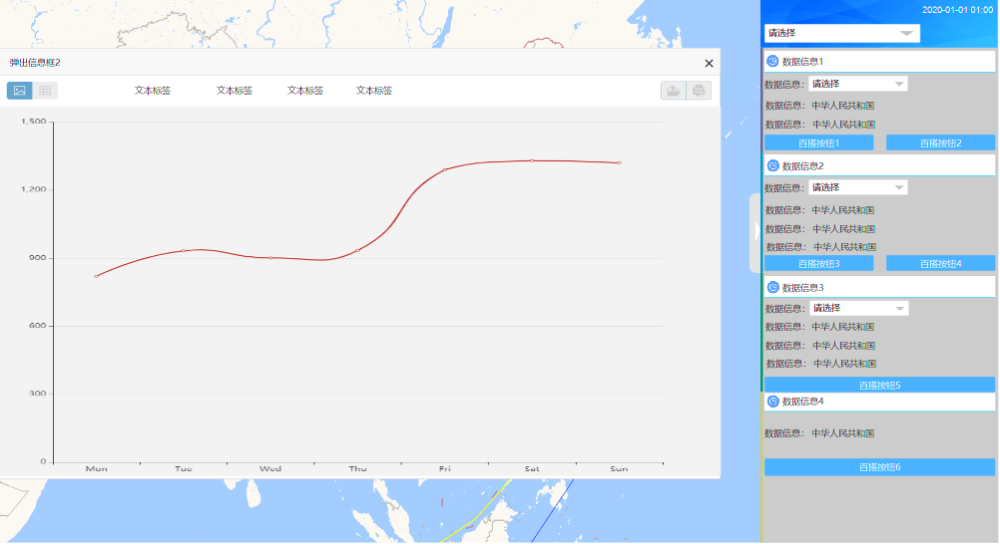 2020-01-01 01:00
请选择
弹出信息框2
文本标签 文本标签 文本标签 文本标签
1,500
1,200
900
600
300
0
Mon Tue Wed Thu Fri Sat Sun
数据信息1
数据信息: 请选择
数据信息: 中华人民共和国
数据信息: 中华人民共和国
百搭按钮1 百搭按钮2
数据信息2
数据信息: 请选择
数据信息: 中华人民共和国
数据信息: 中华人民共和国
数据信息: 中华人民共和国
百搭按钮3 百搭按钮4
数据信息3
数据信息: 请选择
数据信息: 中华人民共和国
数据信息: 中华人民共和国
数据信息: 中华人民共和国
百搭按钮5
数据信息4
数据信息: 中华人民共和国
百搭按钮6